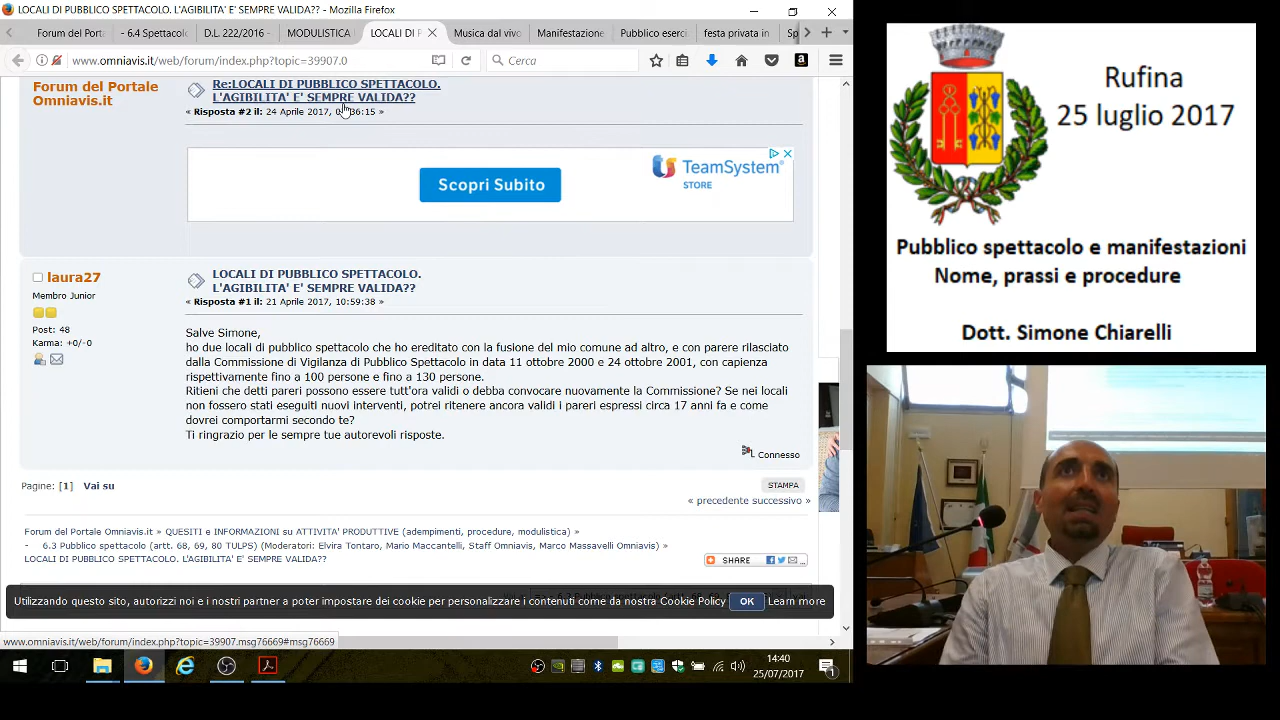 LOCALI DI PUBBLICO SPETTACOLO. L'AGIBILITA' E' SEMPRE VALIDA?? - Mozilla Firefox
Forum del Porta
- 6.4 Spettacolo
D.L. 222/2016 -
MODULISTICA
LOCALI DI P
Musica dal vivo
Manifestazione
Pubblico eserci
festa privata in
Sp
www.omniavis.it/web/forum/index.php?topic=39907.0
Cerca
Forum del Portale
Omniavis.it
Re:LOCALI DI PUBBLICO SPETTACOLO.
L'AGIBILITA' E' SEMPRE VALIDA??
« Risposta #2 il: 24 Aprile 2017, 0 :36:15 »
Scopri Subito
TeamSystem
STORE
laura27
Membro Junior
Post: 48
Karma: +0/-0
LOCALI DI PUBBLICO SPETTACOLO.
L'AGIBILITA' E' SEMPRE VALIDA??
« Risposta #1 il: 21 Aprile 2017, 10:59:38 »
Salve Simone,
ho due locali di pubblico spettacolo che ho ereditato con la fusione del mio comune ad altro, e con parere rilasciato
dalla Commissione di Vigilanza di Pubblico Spettacolo in data 11 ottobre 2000 e 24 ottobre 2001, con capienza
rispettivamente fino a 100 persone e fino a 130 persone.
Ritieni che detti pareri possono essere tutt'ora validi o debba convocare nuovamente la Commissione? Se nei locali
non fossero stati eseguiti nuovi interventi, potrei ritenere ancora validi i pareri espressi circa 17 anni fa e come
dovrei comportarmi secondo te?
Ti ringrazio per le sempre tue autorevoli risposte.
Connesso
Pagine: [1] Vai su
STAMPA
« precedente successivo »
Forum del Portale Omniavis.it » QUESITI e INFORMAZIONI su ATTIVITA' PRODUTTIVE (adempimenti, procedure, modulistica) »
- 6.3 Pubblico spettacolo (artt. 68, 69, 80 TULPS) (Moderatori: Elvira Tontaro, Mario Maccantelli, Staff Omniavis, Marco Massavelli Omniavis) »
LOCALI DI PUBBLICO SPETTACOLO. L'AGIBILITA' E' SEMPRE VALIDA??
SHARE
Utilizzando questo sito, autorizzi noi e i nostri partner a poter impostare dei cookie per personalizzare i contenuti come da nostra Cookie Policy
OK
Learn more
www.omniavis.it/web/forum/index.php?topic=39907.msg76669#msg76669
14:40
25/07/2017
Rufina
25 luglio 2017
Pubblico spettacolo e manifestazioni
Nome, prassi e procedure
Dott. Simone Chiarelli